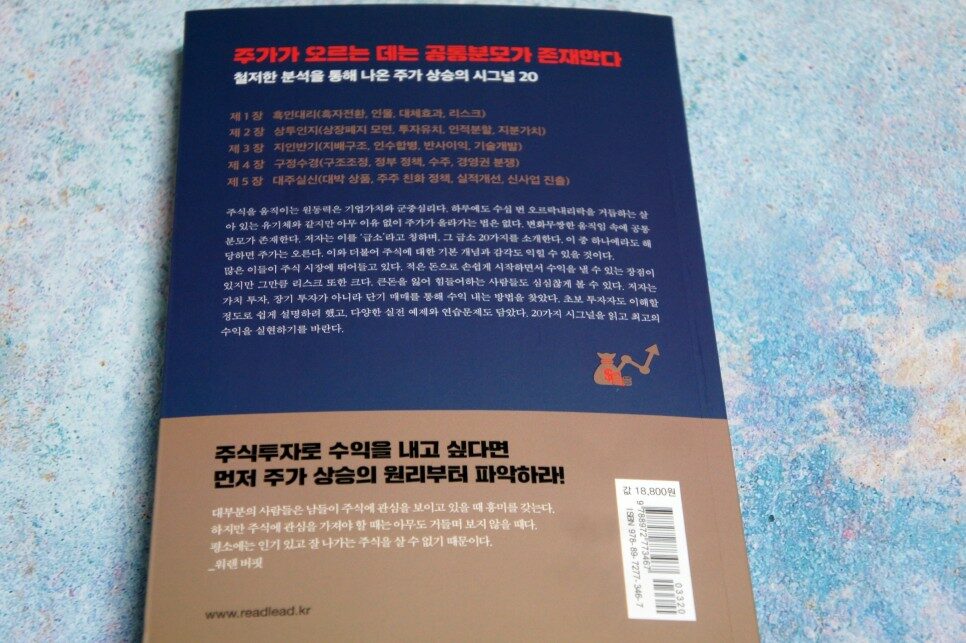 주가가 오르는 데는 공통분모가 존재한다
철저한 분석을 통해 나온 주가 상승의 시그널 20
제 1 장 흑인대리(흑자전환, 인물, 대체효과, 리스크)
제 2 장 상투인지(상장폐지 모면, 투자유치, 인적분할, 지분가치)
제 3 장 지인반기(지배구조, 인수합병, 반사이익, 기술개발)
제 4 장 구정수경(구조조정, 정부 정책, 수주, 경영권 분쟁)
제 5 장 대주실신(대박 상품, 주주 친화 정책, 실적개선, 신사업 진출)
주식을 움직이는 원동력은 기업가치와 군중심리다. 하루에도 수십 번 오르락내리락을 거듭하는 살
아 있는 유기체와 같지만 아무 이유 없이 주가가 올라가는 법은 없다. 변화무쌍한 움직임 속에 공통
분모가 존재한다. 저자는 이를 '급소'라고 칭하며, 그 급소 20가지를 소개한다. 이 중 하나에라도 해
당하면 주가는 오른다. 이와 더불어 주식에 대한 기본 개념과 감각도 익힐 수 있을 것이다.
많은 이들이 주식 시장에 뛰어들고 있다. 적은 돈으로 손쉽게 시작하면서 수익을 낼 수 있는 장점이
있지만 그만큼 리스크 또한 크다. 큰돈을 잃어 힘들어하는 사람들도 심심찮게 볼 수 있다. 저자는
가치 투자, 장기 투자가 아니라 단기 매매를 통해 수익 내는 방법을 찾았다. 초보 투자자도 이해할
정도로 쉽게 설명하려 했고, 다양한 실전 예제와 연습문제도 담았다. 20가지 시그널을 읽고 최고의
수익을 실현하기를 바란다.
주식투자로 수익을 내고 싶다면
먼저 주가 상승의 원리부터 파악하라!
대부분의 사람들은 남들이 주식에 관심을 보이고 있을 때 흥미를 갖는다.
하지만 주식에 관심을 가져야 할 때는 아무도 거들떠 보지 않을 때다.
평소에는 인기 있고 잘 나가는 주식을 살 수 없기 때문이다.
_워렌 버핏
www.readlead.kr
값 18,800원
9 788972 773467
ISBN 978-89-7277-346-7
03320